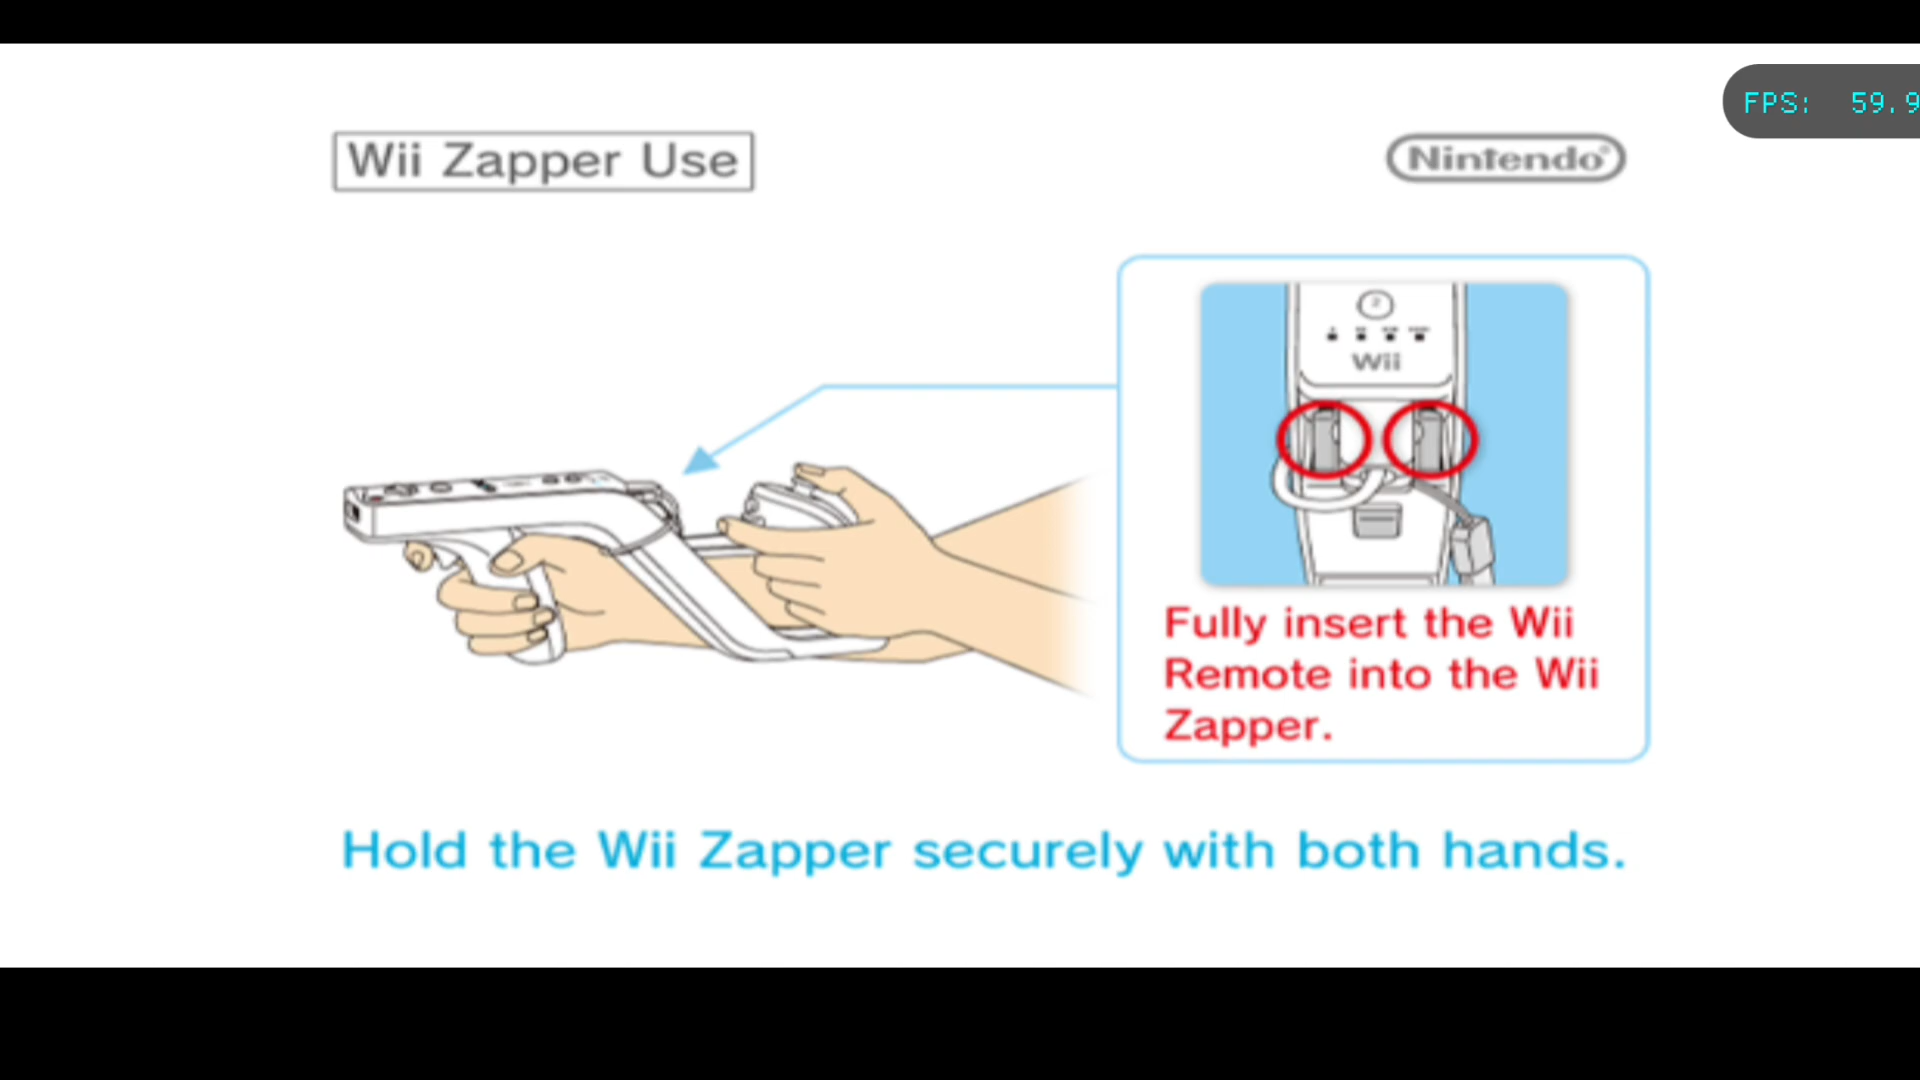 FPS: 59.9
Wii Zapper Use
Nintendo®
2
Wii
Fully insert the Wii
Remote into the Wii
Zapper.
Hold the Wii Zapper securely with both hands.